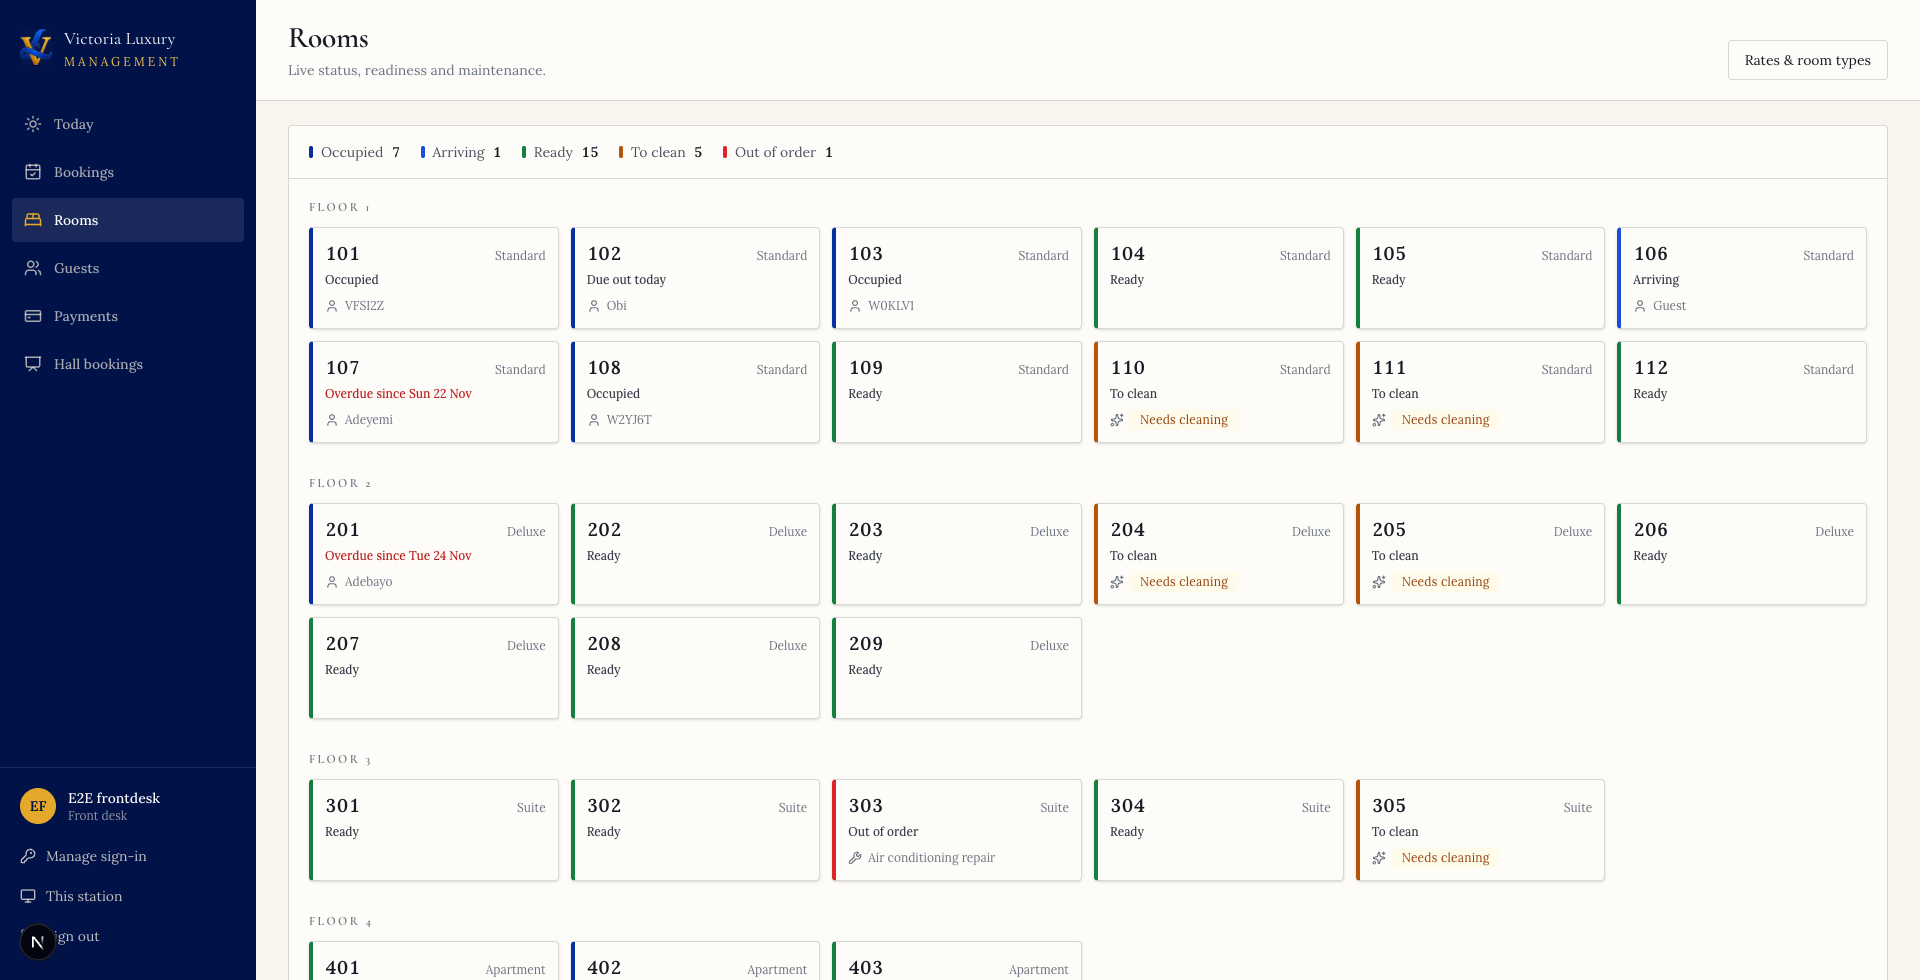 Victoria Luxury
MANAGEMENT
Today
Bookings
Rooms
Guests
Payments
Hall bookings
E2E frontdesk
EF
Front desk
Manage sign-in
This station
ign out
N
Rooms
Live status, readiness and maintenance.
Rates & room types
Occupied 7 Arriving 1 Ready 15 To clean 5 Out of order 1
FLOOR 1
101 Standard
Occupied
VFSI2Z
102 Standard
Due out today
Obi
103 Standard
Occupied
W0KLV1
104 Standard
Ready
105 Standard
Ready
106 Standard
Arriving
Guest
107 Standard
Overdue since Sun 22 Nov
Adeyemi
108 Standard
Occupied
W2YJ6T
109 Standard
Ready
110 Standard
To clean
Needs cleaning
111 Standard
To clean
Needs cleaning
112 Standard
Ready
FLOOR 2
201 Deluxe
Overdue since Tue 24 Nov
Adebayo
202 Deluxe
Ready
203 Deluxe
Ready
204 Deluxe
To clean
Needs cleaning
205 Deluxe
To clean
Needs cleaning
206 Deluxe
Ready
207 Deluxe
Ready
208 Deluxe
Ready
209 Deluxe
Ready
FLOOR 3
301 Suite
Ready
302 Suite
Ready
303 Suite
Out of order
Air conditioning repair
304 Suite
Ready
305 Suite
To clean
Needs cleaning
FLOOR 4
401 Apartment
402 Apartment
403 Apartment